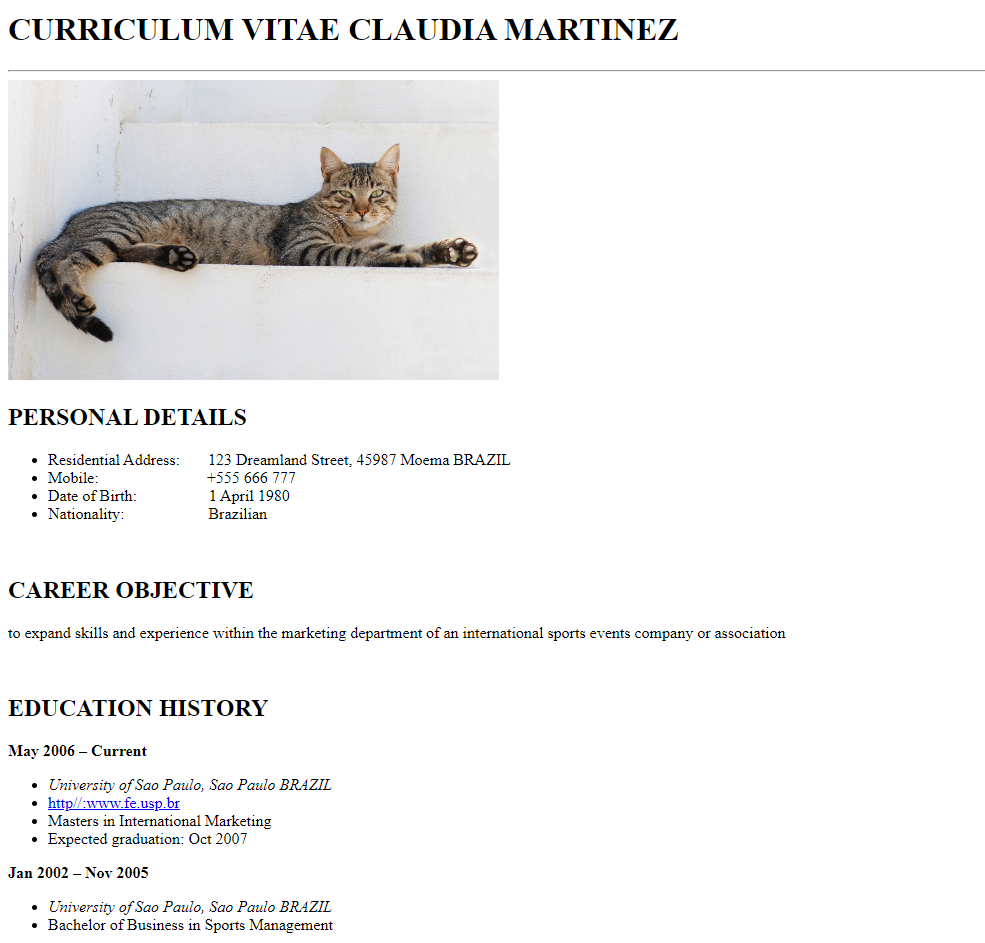 CURRICULUM VITAE CLAUDIA MARTINEZ
PERSONAL DETAILS
Residential Address: 123 Dreamland Street, 45987 Moema BRAZIL
Mobile: +555 666 777
Date of Birth: 1 April 1980
Nationality: Brazilian
CAREER OBJECTIVE
to expand skills and experience within the marketing department of an international sports events company or association
EDUCATION HISTORY
May 2006 – Current
University of Sao Paulo, Sao Paulo BRAZIL
http//:www.fe.usp.br
Masters in International Marketing
Expected graduation: Oct 2007
Jan 2002 – Nov 2005
University of Sao Paulo, Sao Paulo BRAZIL
Bachelor of Business in Sports Management